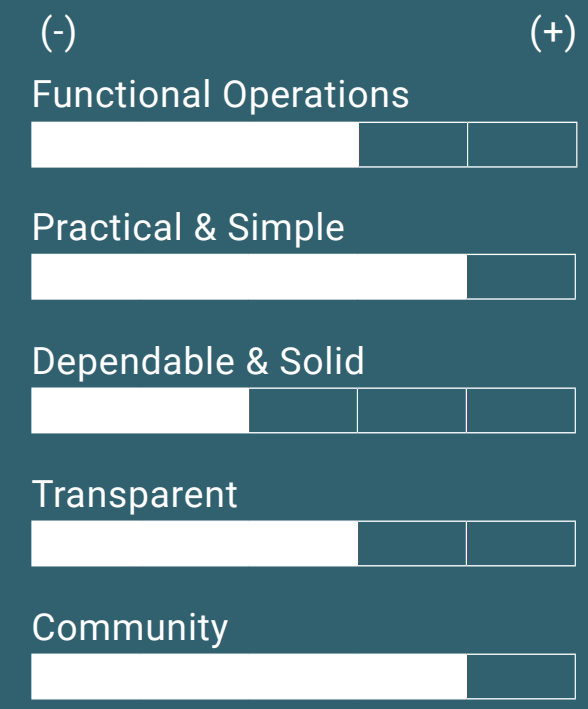 (-) (+)
Functional Operations
Practical & Simple
Dependable & Solid
Transparent
Community